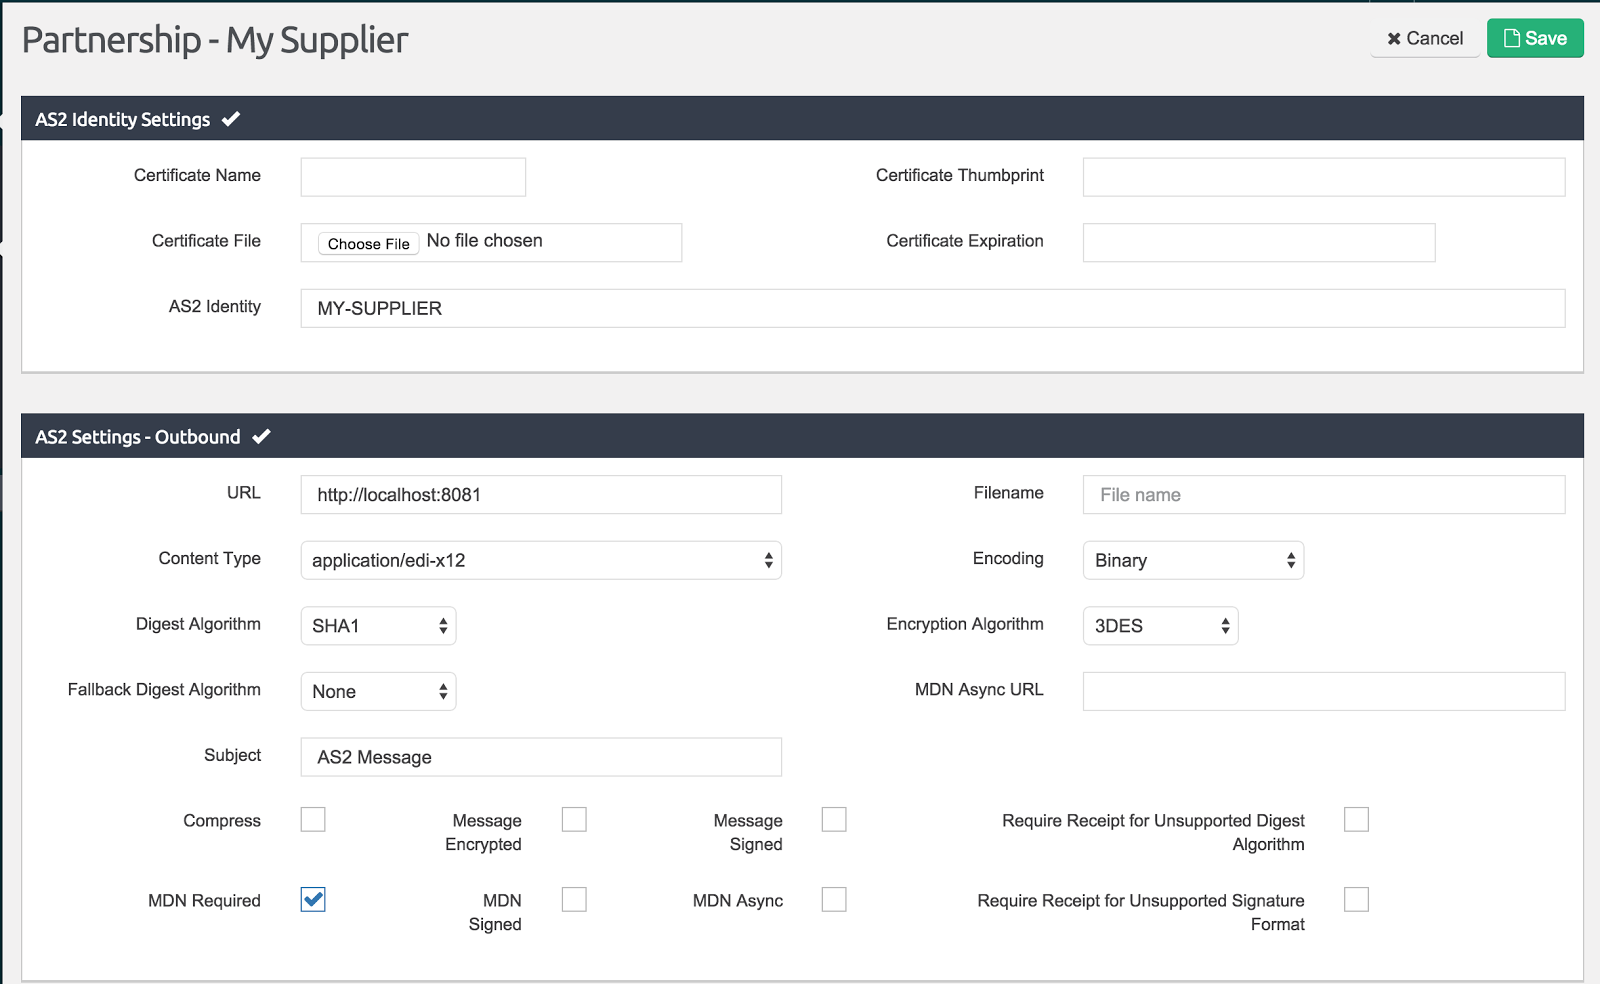 Partnership - My Supplier
Cancel
Save
AS2 Identity Settings
Certificate Name
Certificate Thumbprint
Certificate File
Choose File No file chosen
Certificate Expiration
AS2 Identity
MY-SUPPLIER
AS2 Settings - Outbound
URL
http://localhost:8081
Filename
File name
Content Type
application/edi-x12
Encoding
Binary
Digest Algorithm
SHA1
Encryption Algorithm
3DES
Fallback Digest Algorithm
None
MDN Async URL
Subject
AS2 Message
Compress
Message
Encrypted
Message
Signed
Require Receipt for Unsupported Digest
Algorithm
MDN Required
MDN
Signed
MDN Async
Require Receipt for Unsupported Signature
Format